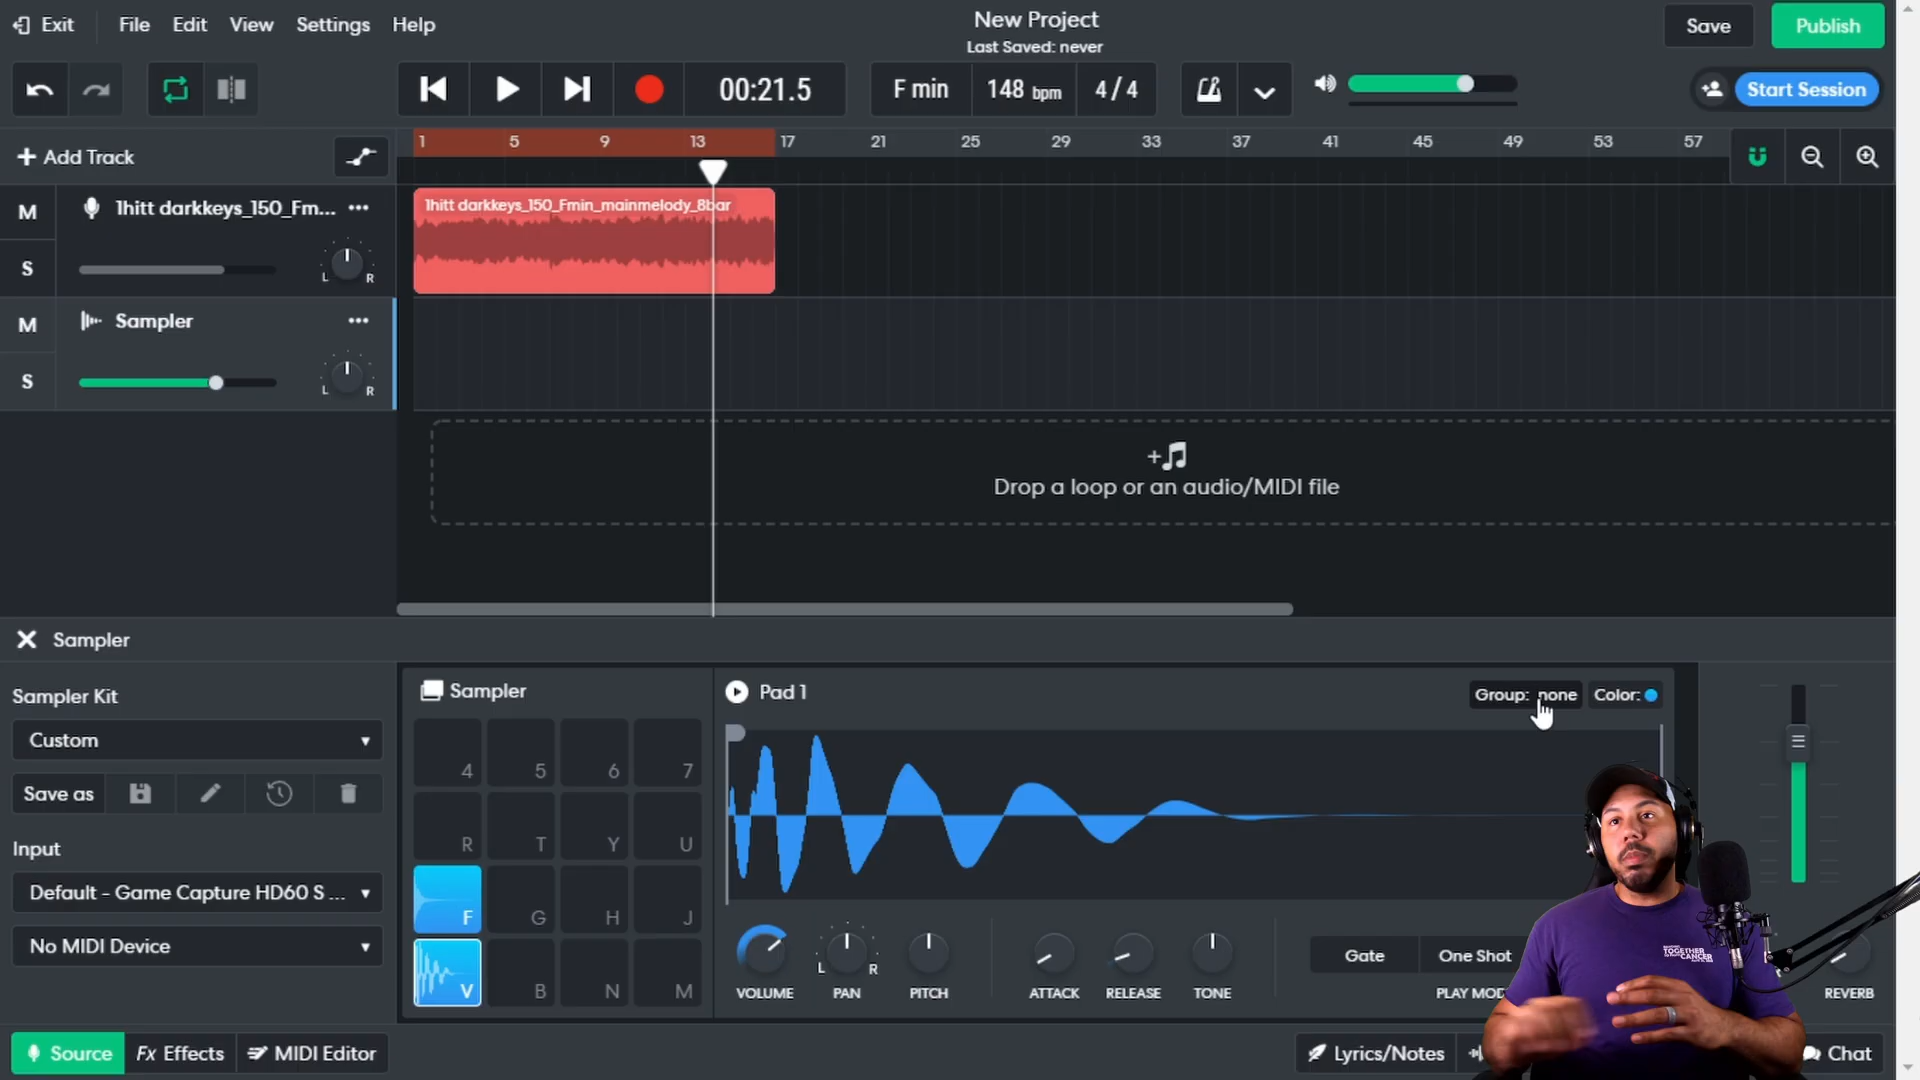 Exit File Edit View Settings Help
New Project
Last Saved: never
Save
Publish
00:21.5
F min
148 bpm
4 / 4
Start Session
1 5 9 13 17 21 25 29 33 37 41 45 49 53 57
+ Add Track
M
1hitt darkkeys_150_Fm... •••
S
L R
1hitt darkkeys_150_Fmin_mainmelody_8bar
M
Sampler •••
S
L R
Drop a loop or an audio/MIDI file
Sampler
Sampler Kit
Custom
Save as
Input
Default - Game Capture HD60 S ...
No MIDI Device
Sampler
4 5 6 7
R T Y U
F G H J
V B N M
Pad 1
Group: none
Color:
L R
VOLUME PAN PITCH ATTACK RELEASE TONE
Gate One Shot
REVERB
TOGETHER
CANCER
Source Fx Effects MIDI Editor
Lyrics/Notes
Chat